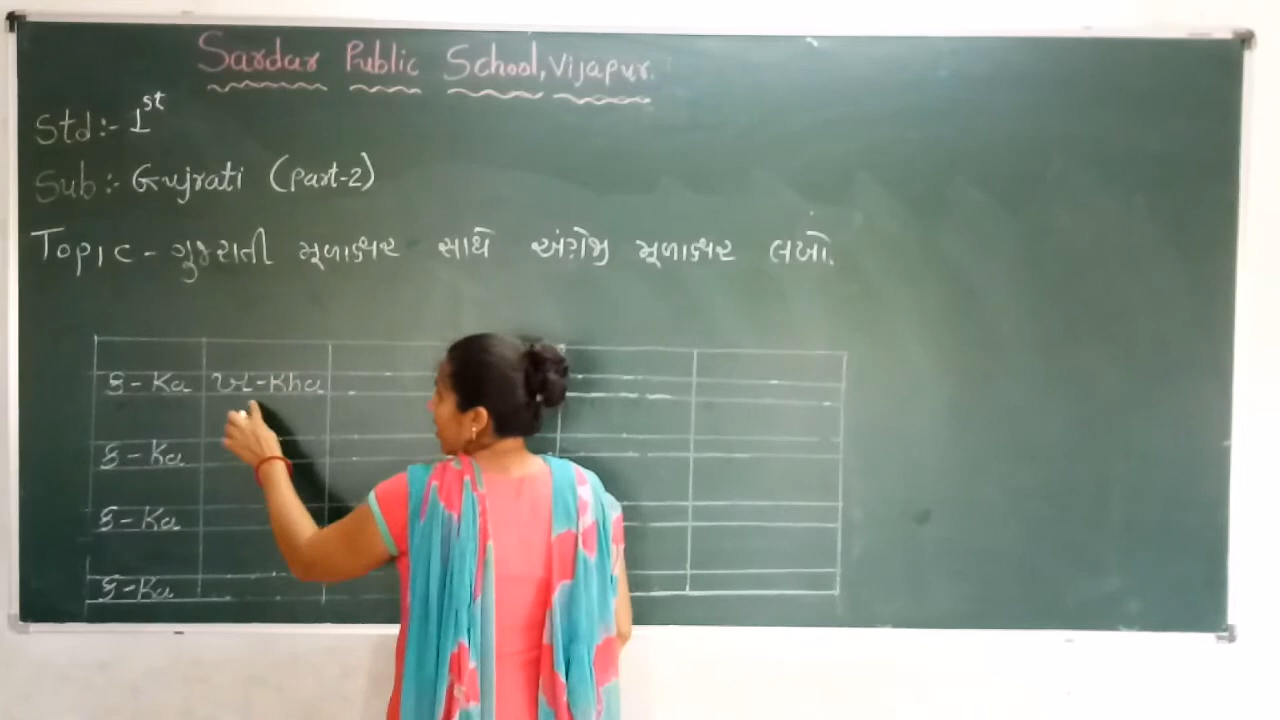 Sardar Public School, Vijapur.
Std :- 1st
Sub :- Gujrati (Part-2)
Topic - ગુજરાતી મૂળાક્ષર સાથે અંગ્રેજી મૂળાક્ષર લખો.
ક - Ka ખ - Kha
ક - Ka
ક - Ka
ક - Ka